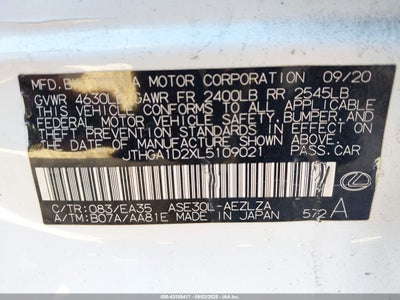 MFD. BY TOYOTA MOTOR CORPORATION 09/20
GVWR 4630LB GAWR FR 2400LB RR 2545LB
THIS VEHICLE CONFORMS TO ALL APPLICABLE
FEDERAL MOTOR VEHICLE SAFETY, BUMPER, AND
THEFT PREVENTION STANDARDS IN EFFECT ON
THE DATE OF MANUFACTURE SHOWN ABOVE.
JTHGA1D2XL5109021 PASS.CAR
C/TR:083/EA35 ASE30L-AEZLZA
A/TM:B07A/AA81E MADE IN JAPAN 572 A